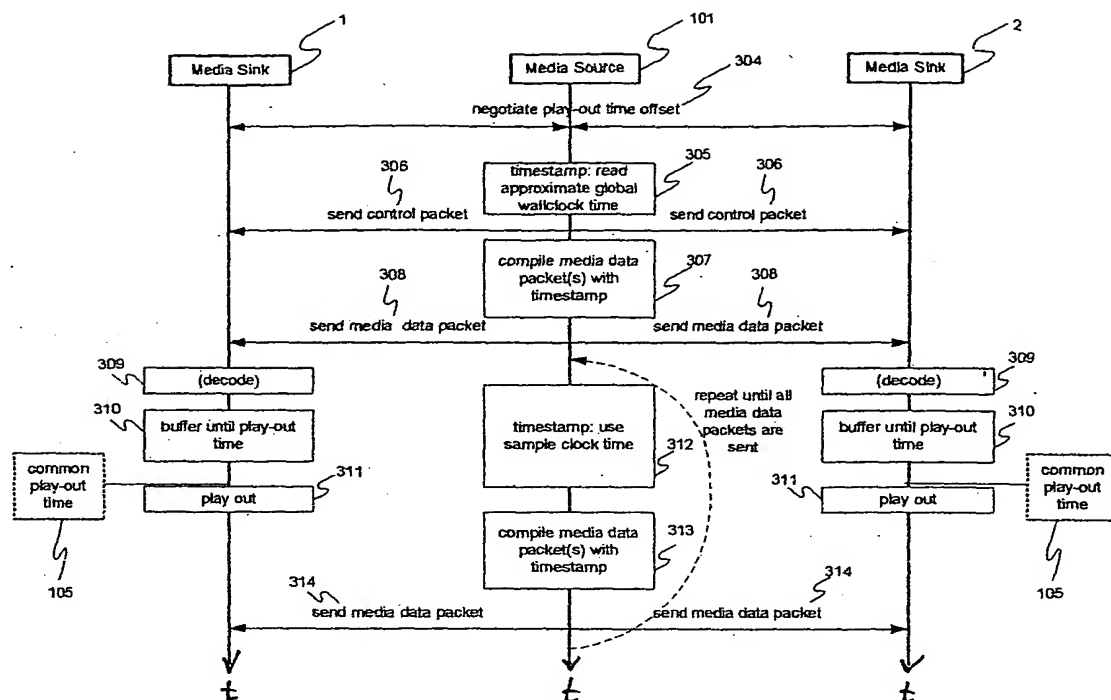 1
101
2
Media Sink
Media Source
Media Sink
304
negotiate play-out time offset
306
timestamp: read
approximate global
wallclock time
305
306
send control packet
send control packet
compile media data
packet(s) with
timestamp
307
308
308
send media data packet
send media data packet
309
(decode)
(decode)
309
310
buffer until play-out
time
timestamp: use
sample clock time
312
repeat until all
media data
packets are
sent
buffer until play-out
time
310
common
play-out
time
311
play out
311
play out
common
play-out
time
compile media data
packet(s) with
timestamp
313
105
105
314
314
send media data packet
send media data packet
t
t
t